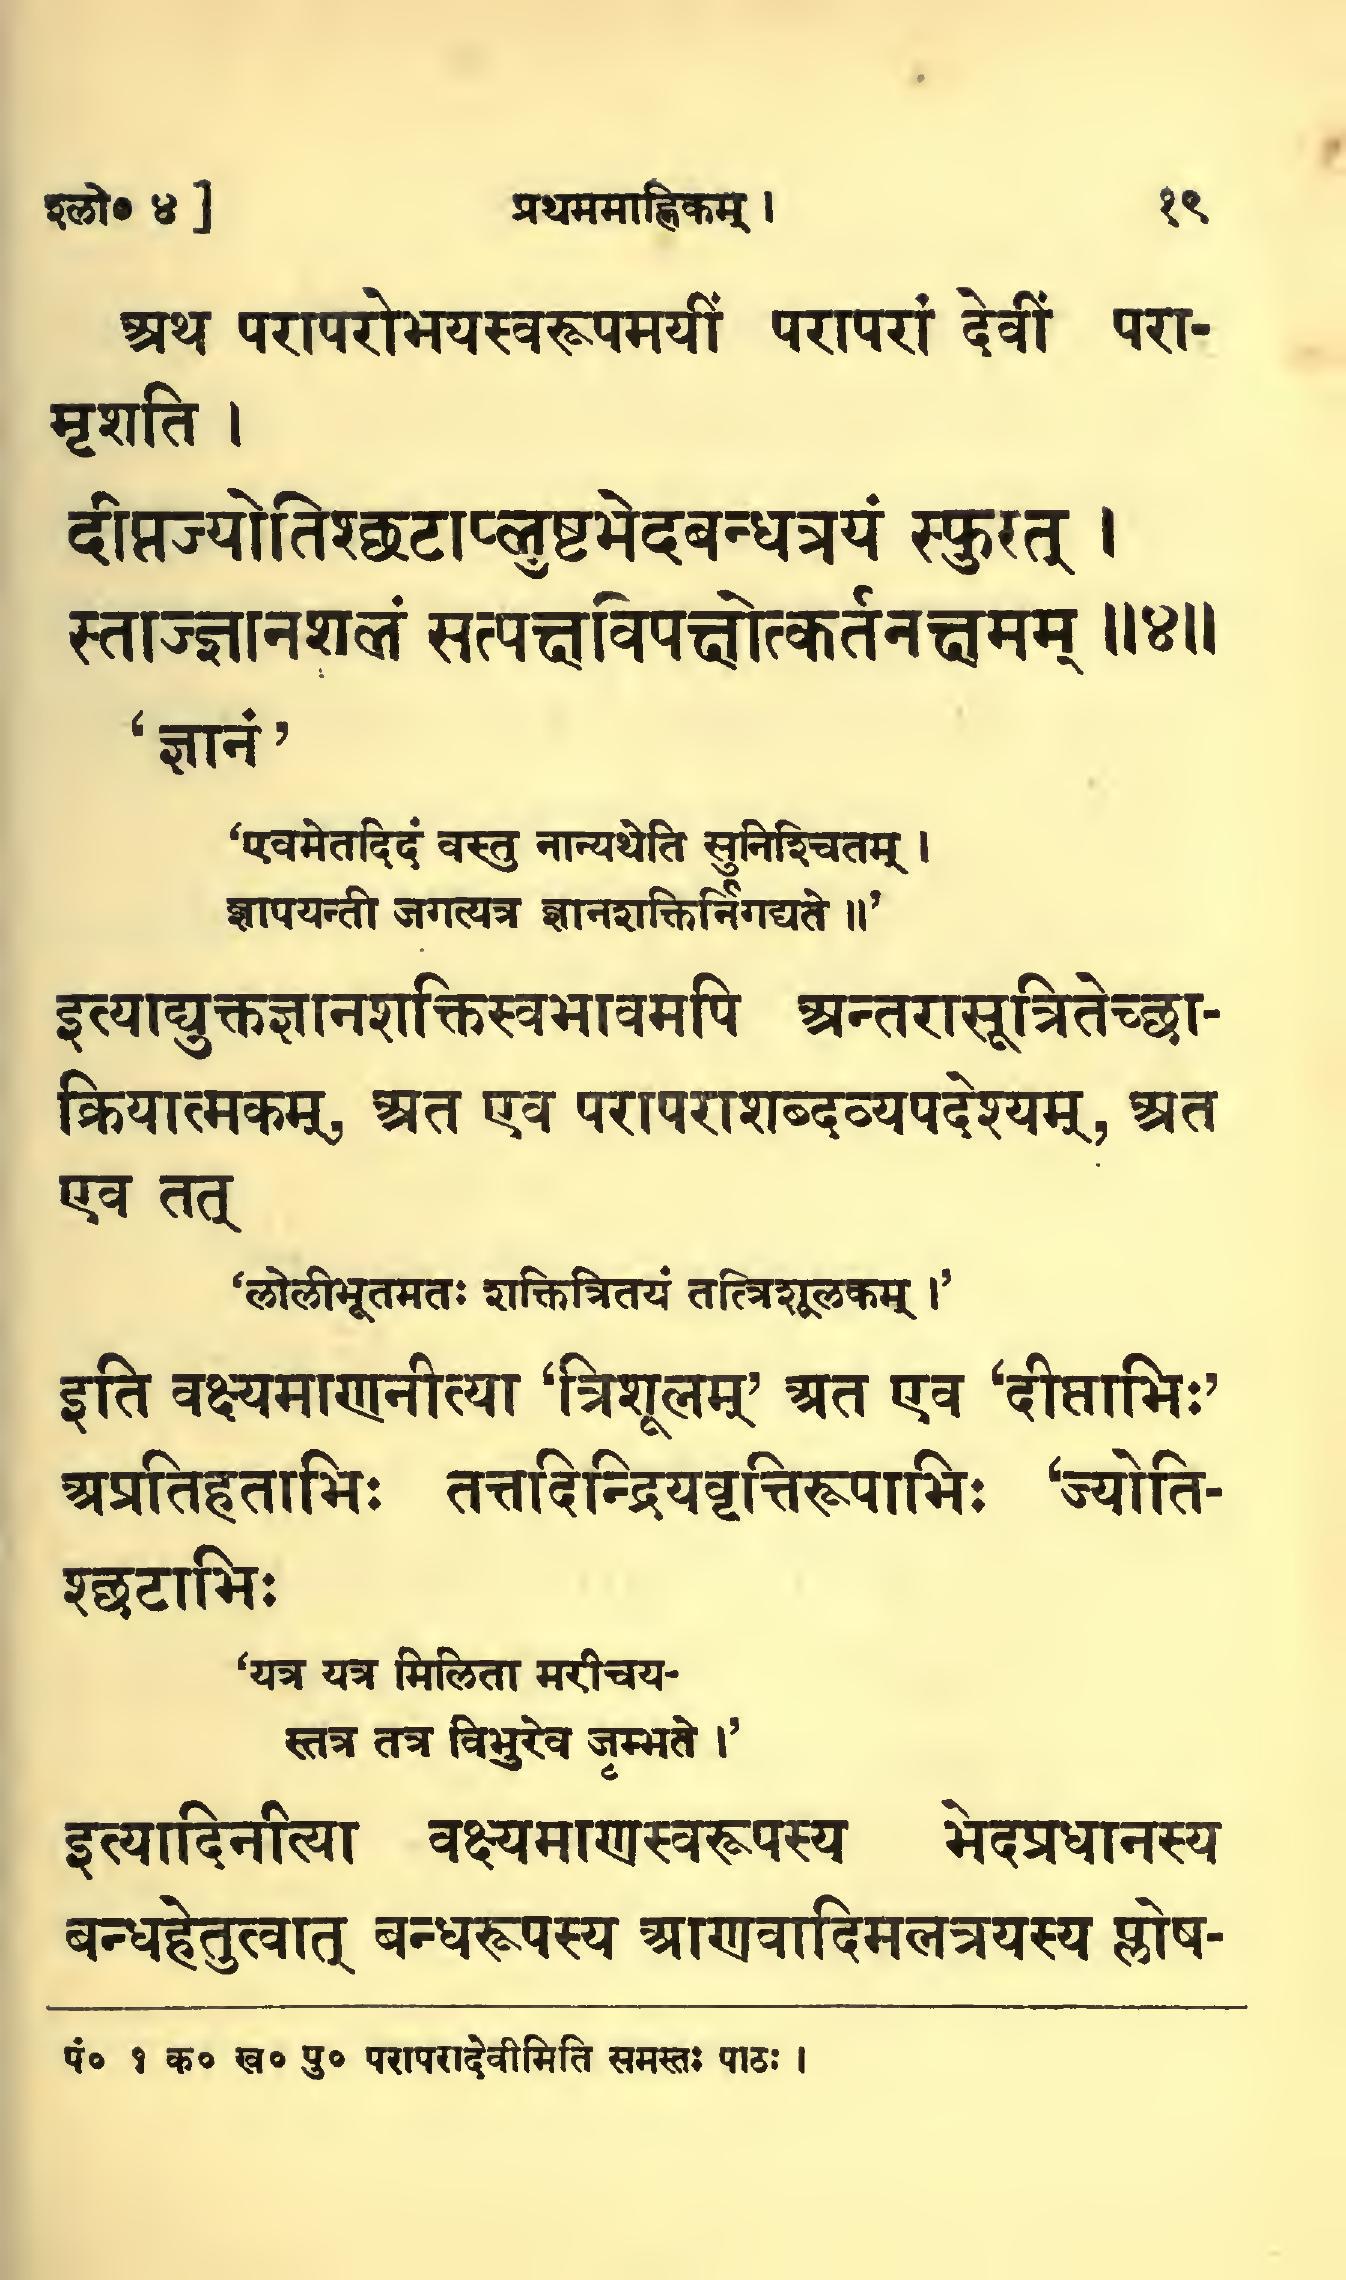 श्लो० ४ ] प्रथममाह्निकम् । १९
अथ परापरोभयस्वरूपमयीं परापरां देवीं परा-
मृशति ।
दीप्तज्योतिश्छटाप्लुष्टभेदबन्धत्रयं स्फुरत् ।
स्ताज्ज्ञानशूलं सत्पक्षविपक्षोत्कर्तनक्षमम् ॥४॥
‘ज्ञानं’
‘एवमेतदिदं वस्तु नान्यथेति सुनिश्चितम् ।
ज्ञापयन्ती जगत्यत्र ज्ञानशक्तिर्निगद्यते ॥’
इत्याद्युक्तज्ञानशक्तिस्वभावमपि अन्तरासूत्रितेच्छा-
क्रियात्मकम्, अत एव परापराशब्दव्यपदेश्यम्, अत
एव तत्
‘लोलीभूतमतः शक्तित्रितयं तत्त्रिशूलकम् ।’
इति वक्ष्यमाणनीत्या ‘त्रिशूलम्’ अत एव ‘दीप्ताभिः’
अप्रतिहताभिः तत्तदिन्द्रियवृत्तिरूपाभिः ‘ज्योति-
श्छटाभिः
‘यत्र यत्र मिलिता मरीचय-
स्तत्र तत्र विभुरेव जृम्भते ।’
इत्यादिनीत्या वक्ष्यमाणस्वरूपस्य भेदप्रधानस्य
बन्धहेतुत्वात् बन्धरूपस्य आणवादिमलत्रयस्य प्लोष-
पं० १ क० ख० पु० परापरादेवीमिति समस्तः पाठः ।